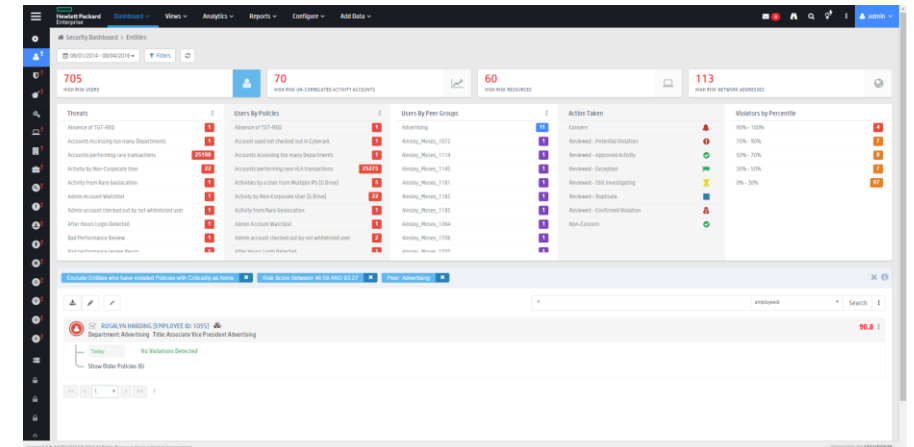 Hewlett Packard Enterprise
Dashboard Views Analytics Reports Configure Add Data
0 admin
Security Dashboard > Entities
08/01/2014 - 08/04/2016 Filters
705
HIGH RISK USERS
70
HIGH RISK UN-CORRELATED ACTIVITY ACCOUNTS
60
HIGH RISK RESOURCES
113
HIGH RISK NETWORK ADDRESSES
Threats
Absence of TGT-REQ 1
Accounts Accessing too many Departments 1
Accounts performing rare transactions 25188
Activity by Non-Corporate User 22
Activity from Rare Geolocation 1
Admin Account Watchlist 1
Admin account checked out by not whitelisted user 1
After Hours Login Detected 1
Bad Performance Review 1
Users By Policies
Absence of TGT-REQ 1
Account used not checked out in Cyberark 1
Accounts Accessing too many Departments 1
Accounts performing rare HLA transactions 25275
Activities by a User from Multiple IPs [G Drive] 5
Activity by Non-Corporate User [G Drive] 22
Activity from Rare Geolocation 1
Admin Account Watchlist 1
Admin account checked out by not whitelisted user 2
After Hours Login Detected
Users By Peer Groups
Advertising 11
Ainsley_Moses_1072 1
Ainsley_Moses_1114 1
Ainsley_Moses_1145 1
Ainsley_Moses_1181 1
Ainsley_Moses_1182 1
Ainsley_Moses_1185 1
Ainsley_Moses_1364 1
Ainsley_Moses_1706 1
Action Taken
Concern
Reviewed - Potential Violation
Reviewed - Approved Activity
Reviewed - Exception
Reviewed - Still Investigating
Reviewed - Duplicate
Reviewed - Confirmed Violation
Non-Concern
Violators by Percentile
90% - 100% 4
70% - 90% 7
50% - 70% 8
30% - 50% 7
0% - 30% 87
Exclude Entities who have violated Policies with Criticality as None Risk Score Between 46.59 AND 93.27 Peer: Advertising
* employeeid Search
ROSALYN HARDING [EMPLOYEE ID: 1095] 90.8
Department: Advertising Title: Associate Vice President Advertising
Today No Violations Detected
Show Older Policies (6)
<< < 1 > >> 1